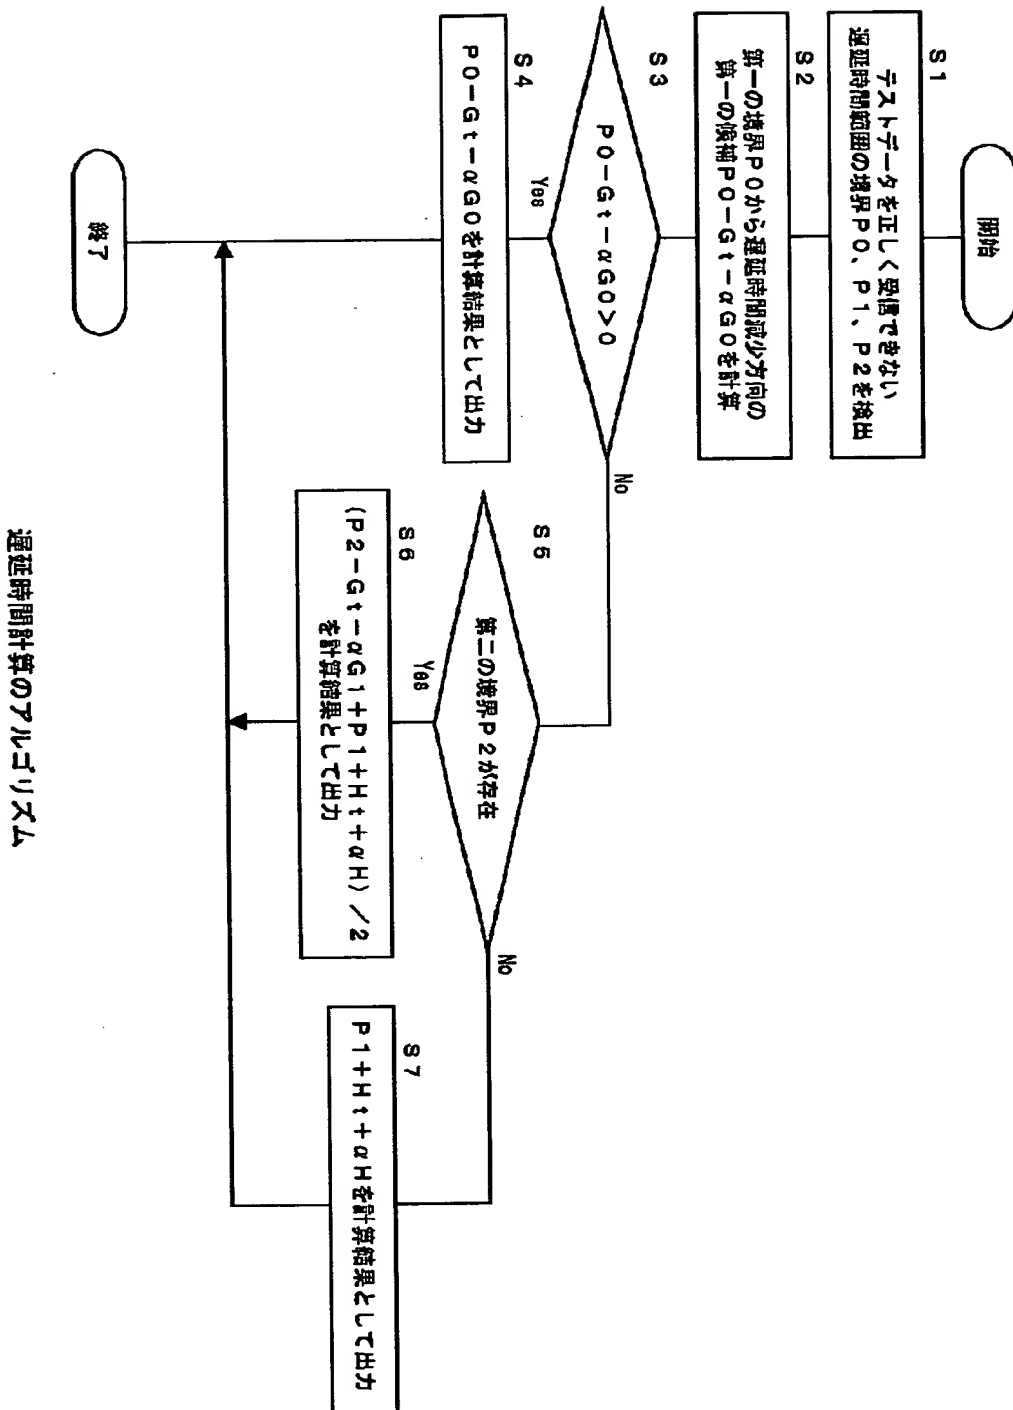 開始
S1
テストデータを正しく受信できない
遅延時間範囲の境界P0、P1、P2を検出
S2
第一の境界P0から遅延時間減少方向の
第一の候補P0-Gt-αG0を計算
S3
P0-Gt-αG0>0
Yes
No
S4
P0-Gt-αG0を計算結果として出力
S5
第二の境界P2が存在
Yes
No
S6
(P2-Gt-αG1+P1+Ht+αH)/2
を計算結果として出力
S7
P1+Ht+αHを計算結果として出力
終了
遅延時間計算のアルゴリズム